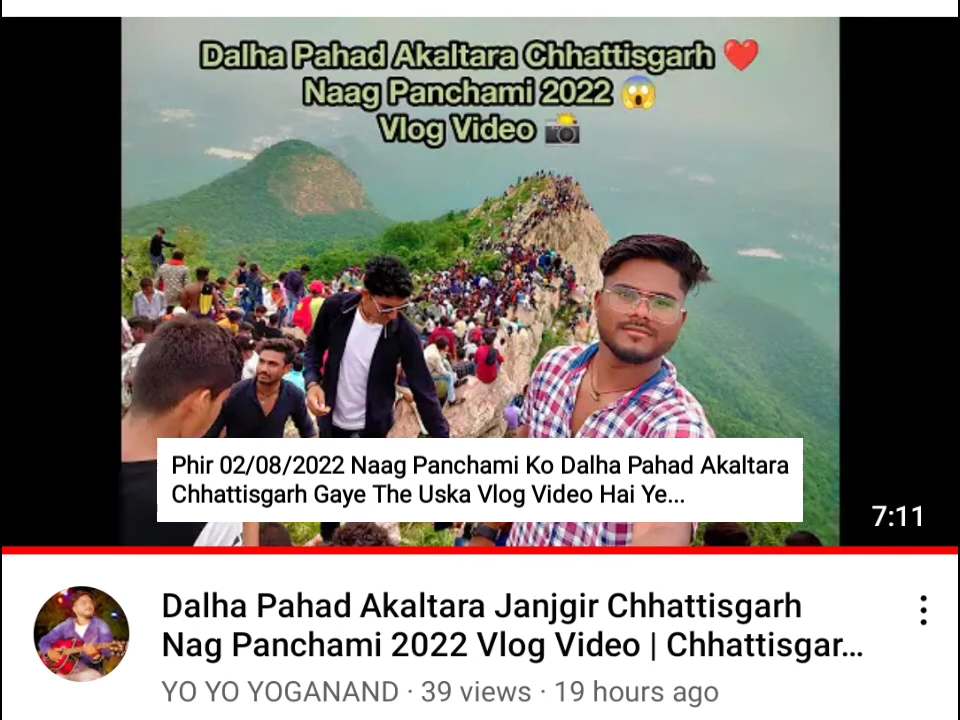 Dalha Pahad Akaltara Chhattisgarh ❤️
Naag Panchami 2022 😱
Vlog Video 📸
Phir 02/08/2022 Naag Panchami Ko Dalha Pahad Akaltara
Chhattisgarh Gaye The Uska Vlog Video Hai Ye...
7:11
Dalha Pahad Akaltara Janjgir Chhattisgarh
Nag Panchami 2022 Vlog Video | Chhattisgar...
YO YO YOGANAND · 39 views · 19 hours ago